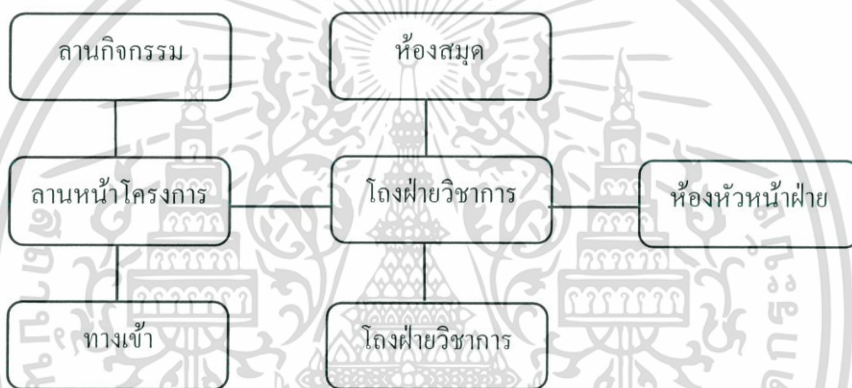 ลานกิจกรรม
ห้องสมุด
ลานหน้าโครงการ
โถงฝ่ายวิชาการ
ห้องหัวหน้าฝ่าย
ทางเข้า
โถงฝ่ายวิชาการ